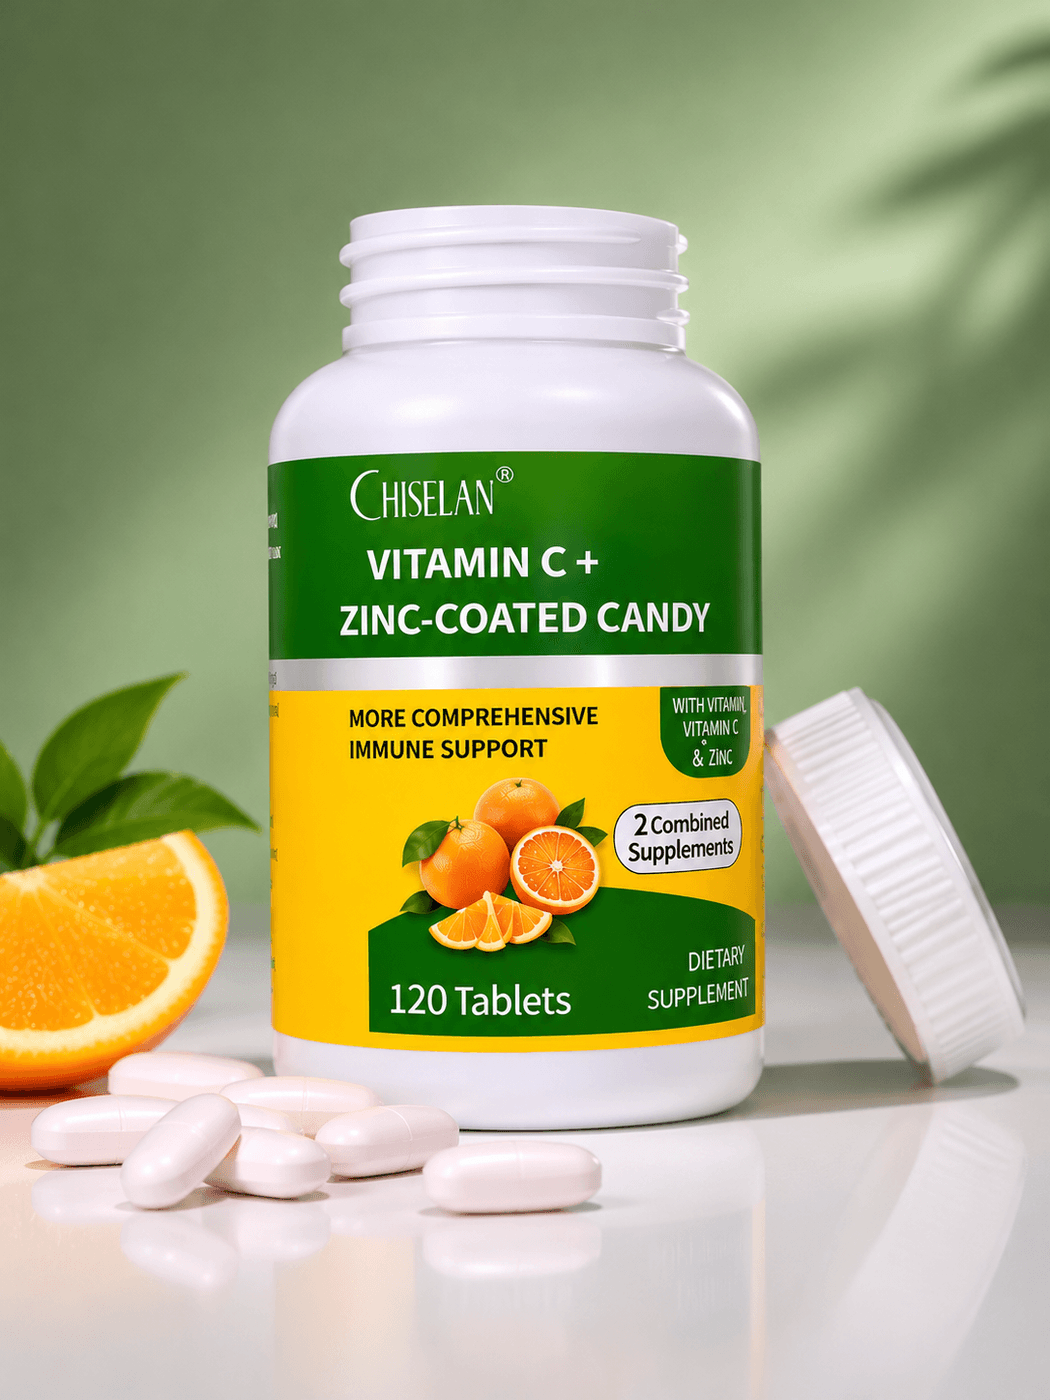 CHISELAN®
VITAMIN C +
ZINC-COATED CANDY
MORE COMPREHENSIVE
IMMUNE SUPPORT
WITH VITAMIN
VITAMIN C
& ZINC
2 Combined
Supplements
120 Tablets
DIETARY
SUPPLEMENT